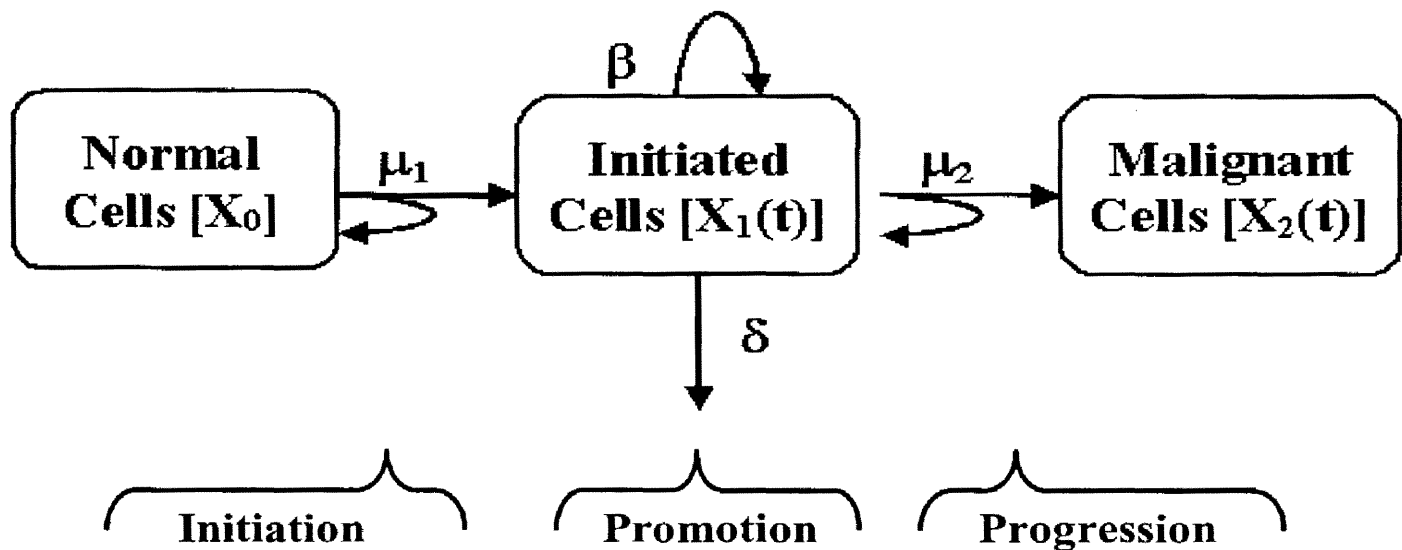 β
Normal
Cells [X₀]
μ₁
Initiated
Cells [X₁(t)]
μ₂
Malignant
Cells [X₂(t)]
δ
Initiation
Promotion
Progression